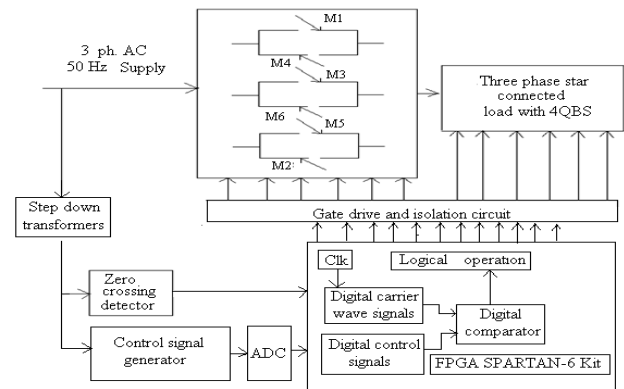 3 ph. AC
50 Hz Supply
M1
M4
M3
M6
M5
M2
Three phase star
connected
load with 4QBS
Step down
transformers
Gate drive and isolation circuit
Clk
Logical operation
Zero
crossing
detector
Digital carrier
wave signals
Digital
comparator
Control signal
generator
ADC
Digital control
signals
FPGA SPARTAN-6 Kit